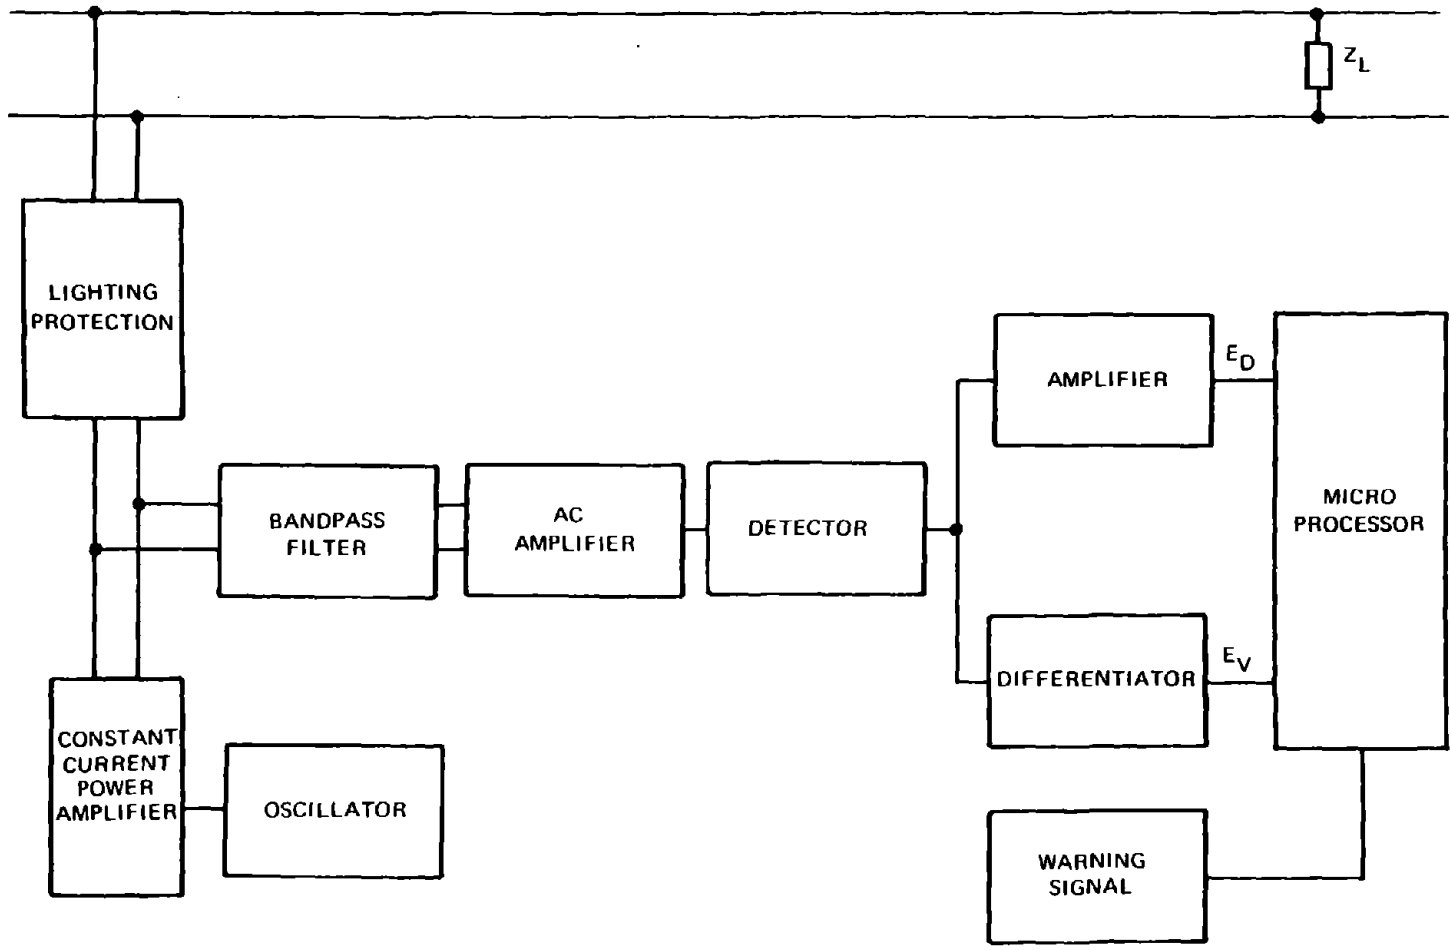 Z_L
LIGHTING
PROTECTION
AMPLIFIER
E_D
MICRO
PROCESSOR
BANDPASS
FILTER
AC
AMPLIFIER
DETECTOR
DIFFERENTIATOR
E_V
CONSTANT
CURRENT
POWER
AMPLIFIER
OSCILLATOR
WARNING
SIGNAL